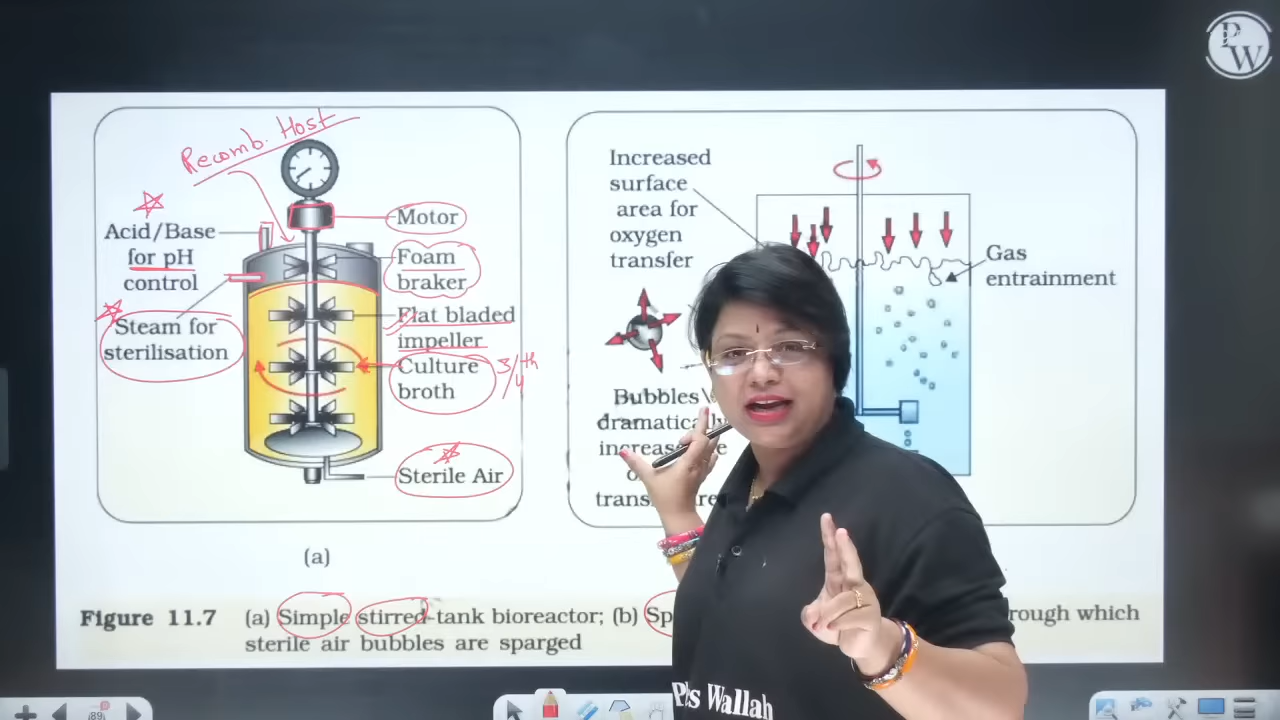 PW
Recomb. Host
Acid/Base
for pH
control
Steam for
sterilisation
Motor
Foam
braker
Flat bladed
impeller
Culture
broth
3/4th
Sterile Air
(a)
Increased
surface
area for
oxygen
transfer
Gas
entrainment
Bubbles
dramatically
Figure 11.7 (a) Simple stirred-tank bioreactor; (b) Sp
rough which
sterile air bubbles are sparged
Wallah
89